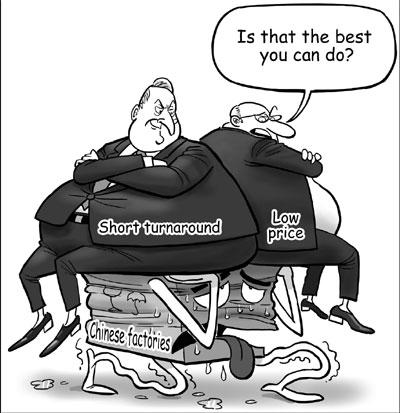 Is that the best
you can do?
Short turnaround
Low
price
Chinese factories